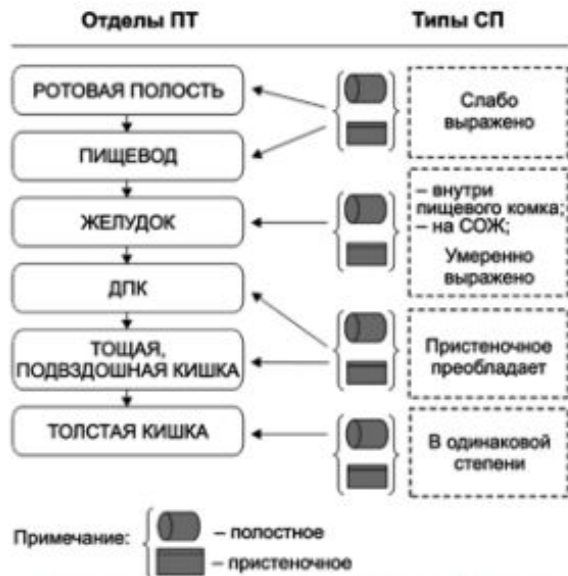 Отделы ПТ
Типы СП
РОТОВАЯ ПОЛОСТЬ
Слабо
выражено
ПИЩЕВОД
ЖЕЛУДОК
– внутри
пищевого комка;
– на СОЖ;
Умеренно
выражено
ДПК
ТОЩАЯ,
ПОДВЗДОШНАЯ КИШКА
Пристеночное
преобладает
ТОЛСТАЯ КИШКА
В одинаковой
степени
Примечание:
– полостное
– пристеночное